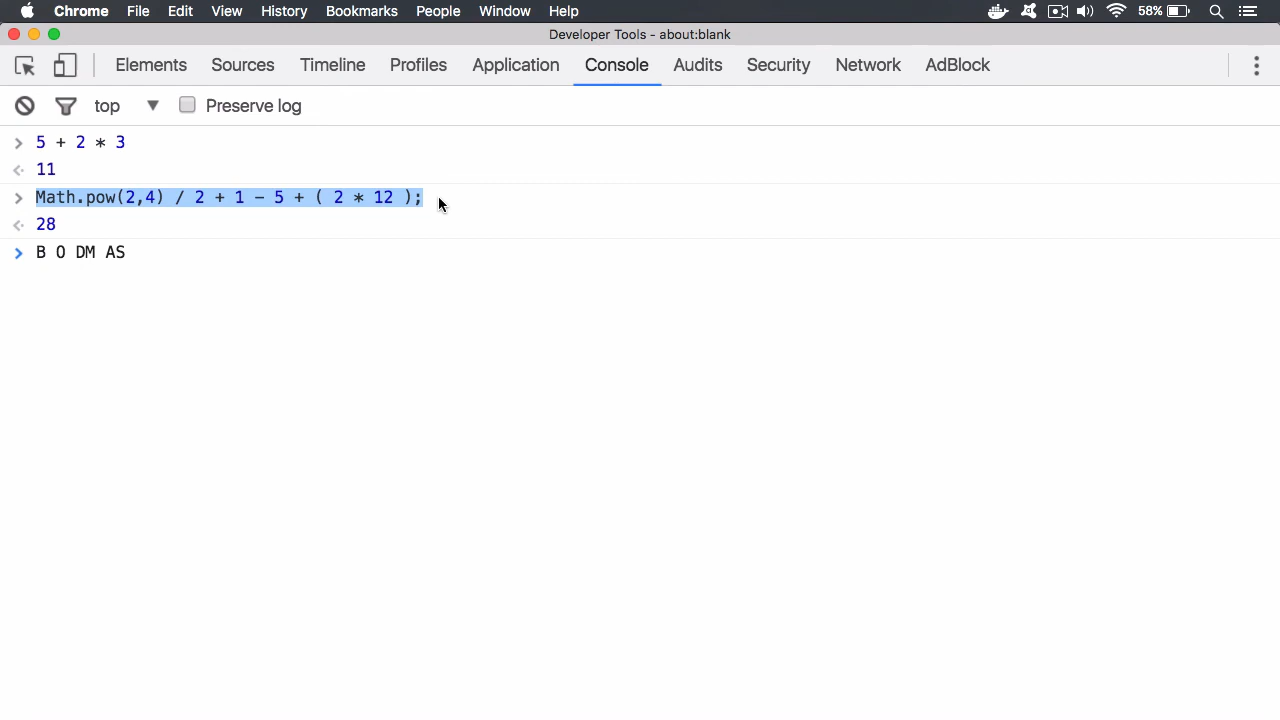 Chrome File Edit View History Bookmarks People Window Help 58%
Developer Tools - about:blank
Elements Sources Timeline Profiles Application Console Audits Security Network AdBlock
top Preserve log
> 5 + 2 * 3
11
> Math.pow(2,4) / 2 + 1 - 5 + ( 2 * 12 );
28
> B O DM AS